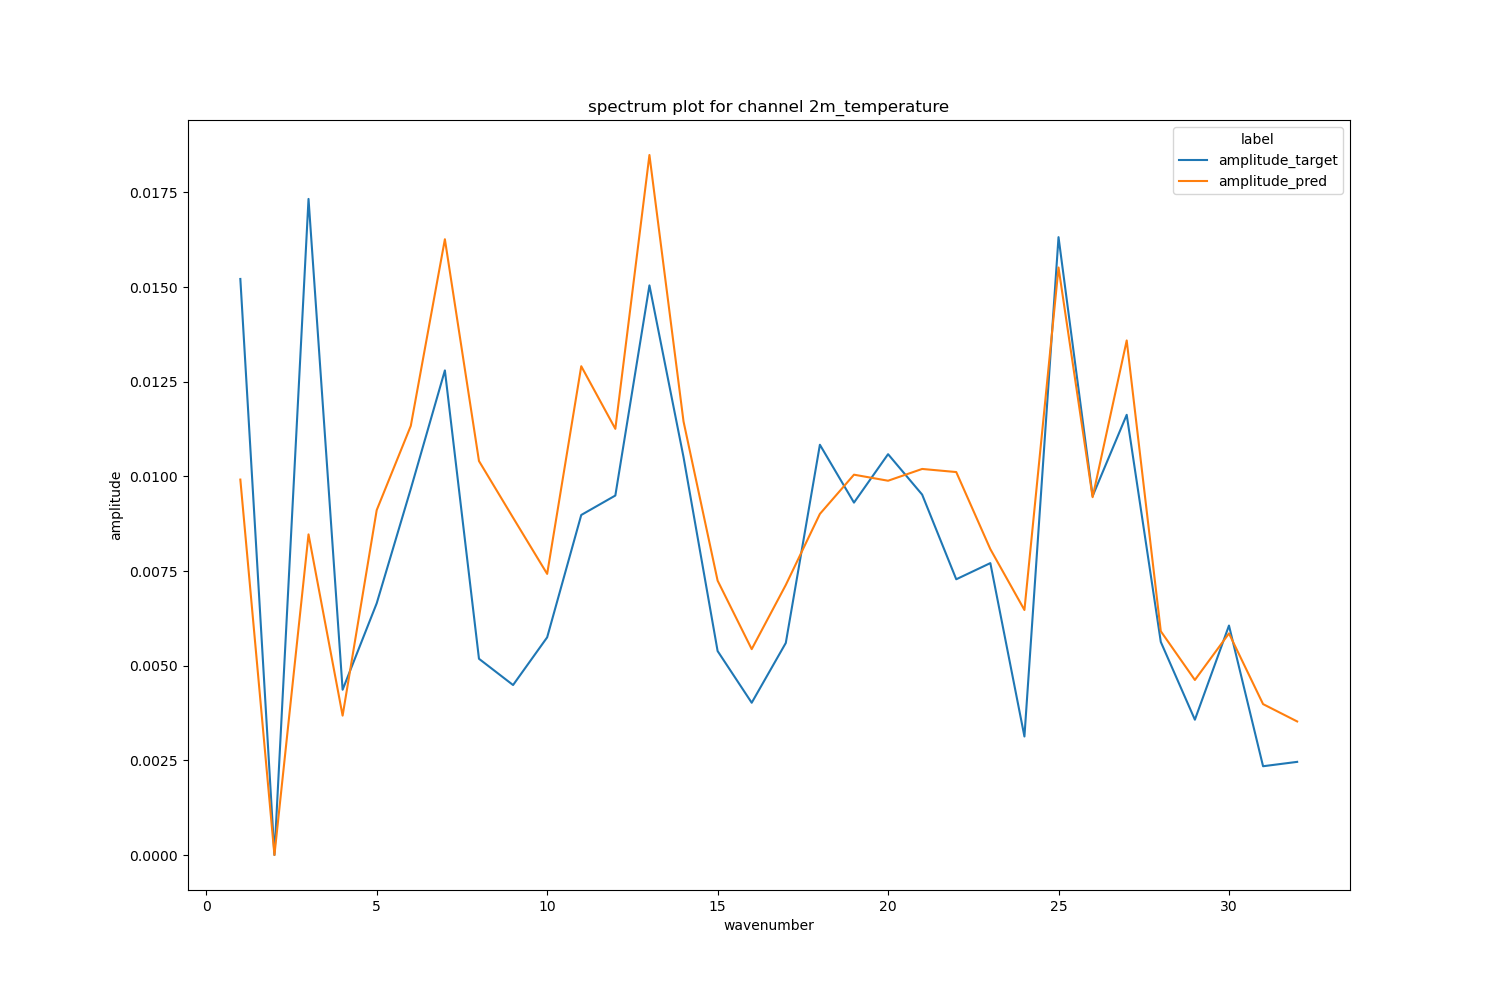 spectrum plot for channel 2m_temperature
label
amplitude_target
amplitude_pred
amplitude
0.0175
0.0150
0.0125
0.0100
0.0075
0.0050
0.0025
0.0000
0 5 10 15 20 25 30
wavenumber